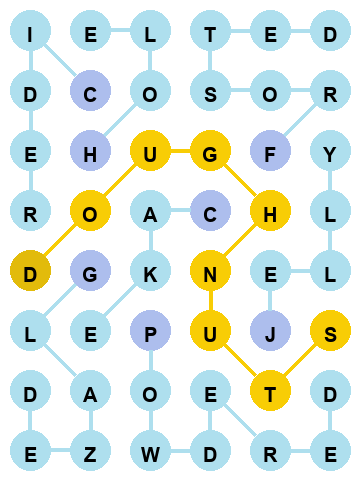 I E L T E D
D C O S O R
E H U G F Y
R O A C H L
D G K N E L
L E P U J S
D A O E T D
E Z W D R E